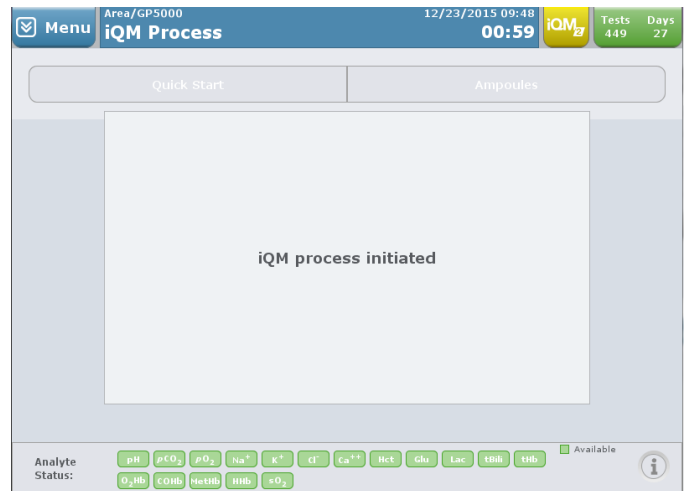 Menu
Area/GP5000
iQM Process
12/23/2015 09:48
00:59
iQM2
Tests Days
449 27
Quick Start
Ampoules
iQM process initiated
Analyte
Status:
pH pCO2 pO2 Na+ K+ Cl- Ca++ Hct Glu Lac tBili tHb
O2Hb COHb MetHb HHb sO2
Available
i